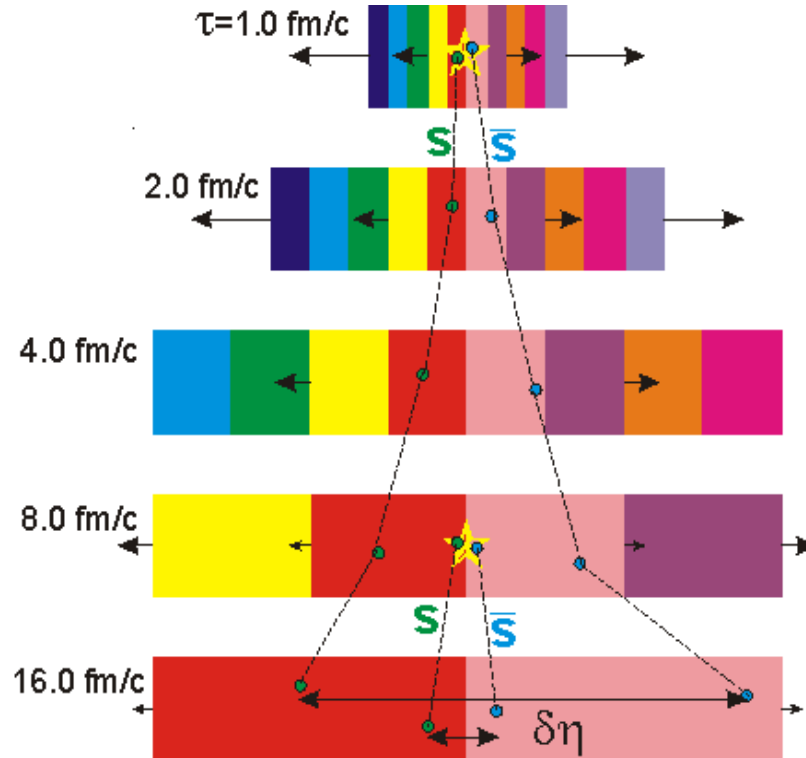 τ=1.0 fm/c
S S̅
2.0 fm/c
4.0 fm/c
8.0 fm/c
S S̅
16.0 fm/c
δη